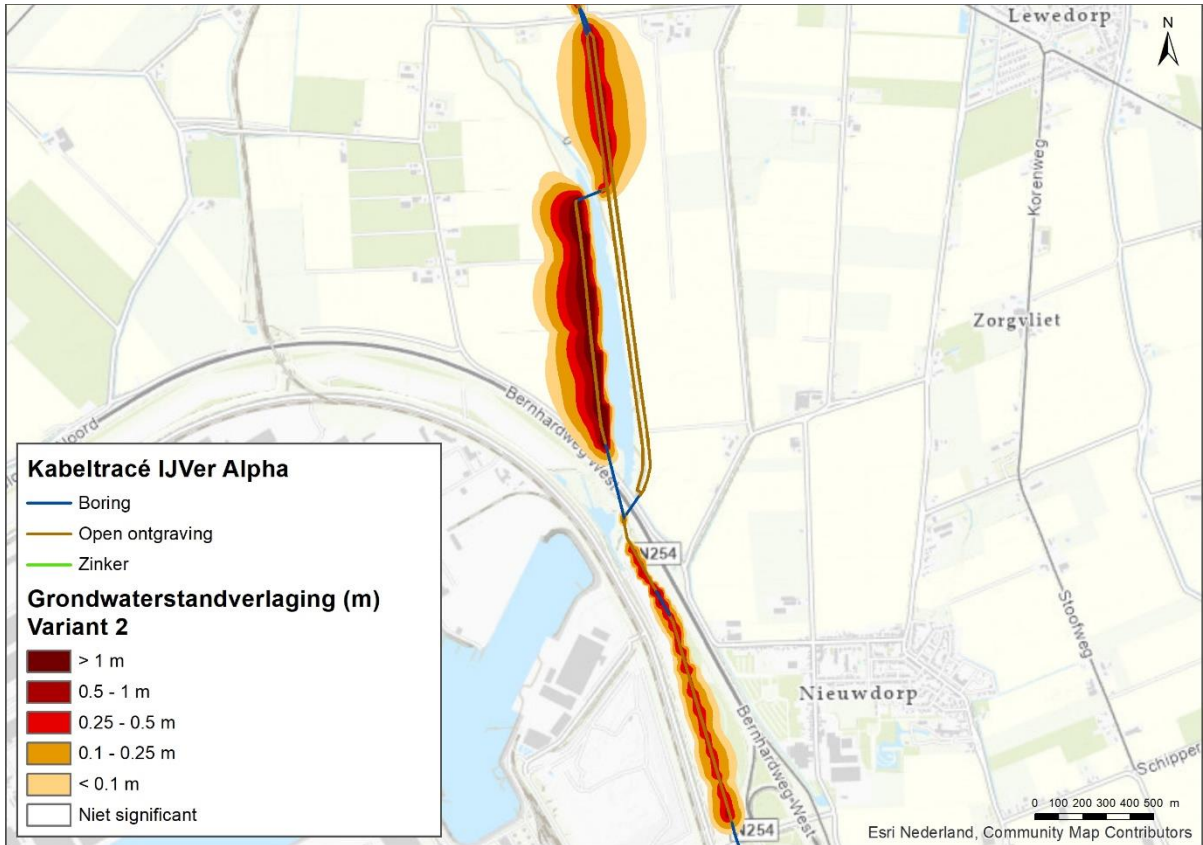 Lewedorp
N
Korenweg
Zorgvliet
Bernhardweg-West
Noord
N254
Stoofweg
Nieuwdorp
Bernhardweg-West
Schipper
N254
Kabeltracé IJVer Alpha
Boring
Open ontgraving
Zinker
Grondwaterstandverlaging (m)
Variant 2
> 1 m
0.5 - 1 m
0.25 - 0.5 m
0.1 - 0.25 m
< 0.1 m
Niet significant
0 100 200 300 400 500 m
Esri Nederland, Community Map Contributors